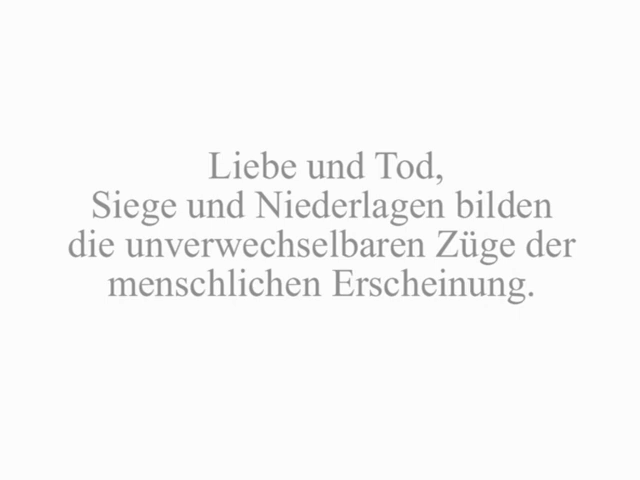 Liebe und Tod,
Siege und Niederlagen bilden
die unverwechselbaren Züge der
menschlichen Erscheinung.